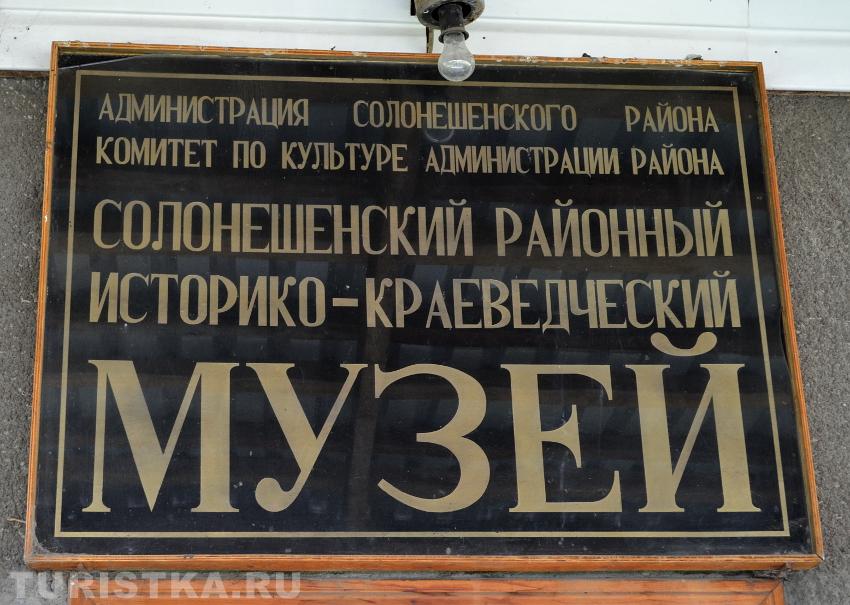 АДМИНИСТРАЦИЯ СОЛОНЕШЕНСКОГО РАЙОНА
КОМИТЕТ ПО КУЛЬТУРЕ АДМИНИСТРАЦИИ РАЙОНА
СОЛОНЕШЕНСКИЙ РАЙОННЫЙ
ИСТОРИКО-КРАЕВЕДЧЕСКИЙ
МУЗЕЙ
TURISTKA.RU